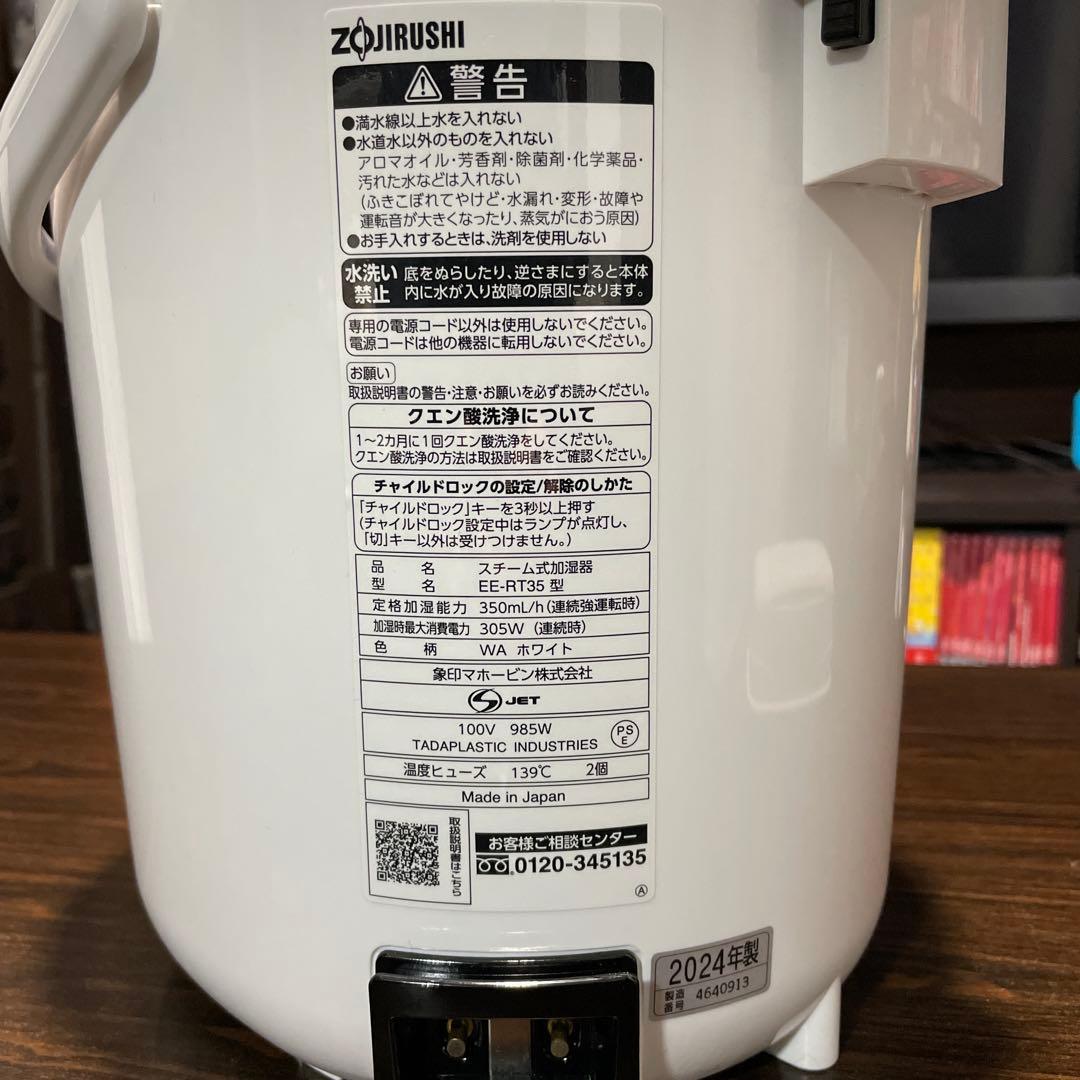 ZOJIRUSHI
警告
●満水線以上水を入れない
●水道水以外のものを入れない
アロマオイル・芳香剤・除菌剤・化学薬品・
汚れた水などは入れない
(ふきこぼれてやけど・水漏れ・変形・故障や
運転音が大きくなったり、蒸気がにおう原因)
●お手入れするときは、洗剤を使用しない
水洗い
禁止
底をぬらしたり、逆さまにすると本体
内に水が入り故障の原因になります。
専用の電源コード以外は使用しないでください。
電源コードは他の機器に転用しないでください。
お願い
取扱説明書の警告・注意・お願いを必ずお読みください。
クエン酸洗浄について
1~2カ月に1回クエン酸洗浄をしてください。
クエン酸洗浄の方法は取扱説明書をご確認ください。
チャイルドロックの設定/解除のしかた
「チャイルドロック」キーを3秒以上押す
(チャイルドロック設定中はランプが点灯し、
「切」キー以外は受けつけません。)
品名 スチーム式加湿器
型名 EE-RT35 型
定格加湿能力 350mL/h(連続強運転時)
加湿時最大消費電力 305W (連続時)
色柄 WA ホワイト
象印マホービン株式会社
S JET
100V 985W
TADAPLASTIC INDUSTRIES
PS
E
温度ヒューズ 139℃ 2個
Made in Japan
取扱説明書はこちら
お客様ご相談センター
0120-345135
Ⓐ
2024年製
製造
番号 4640913